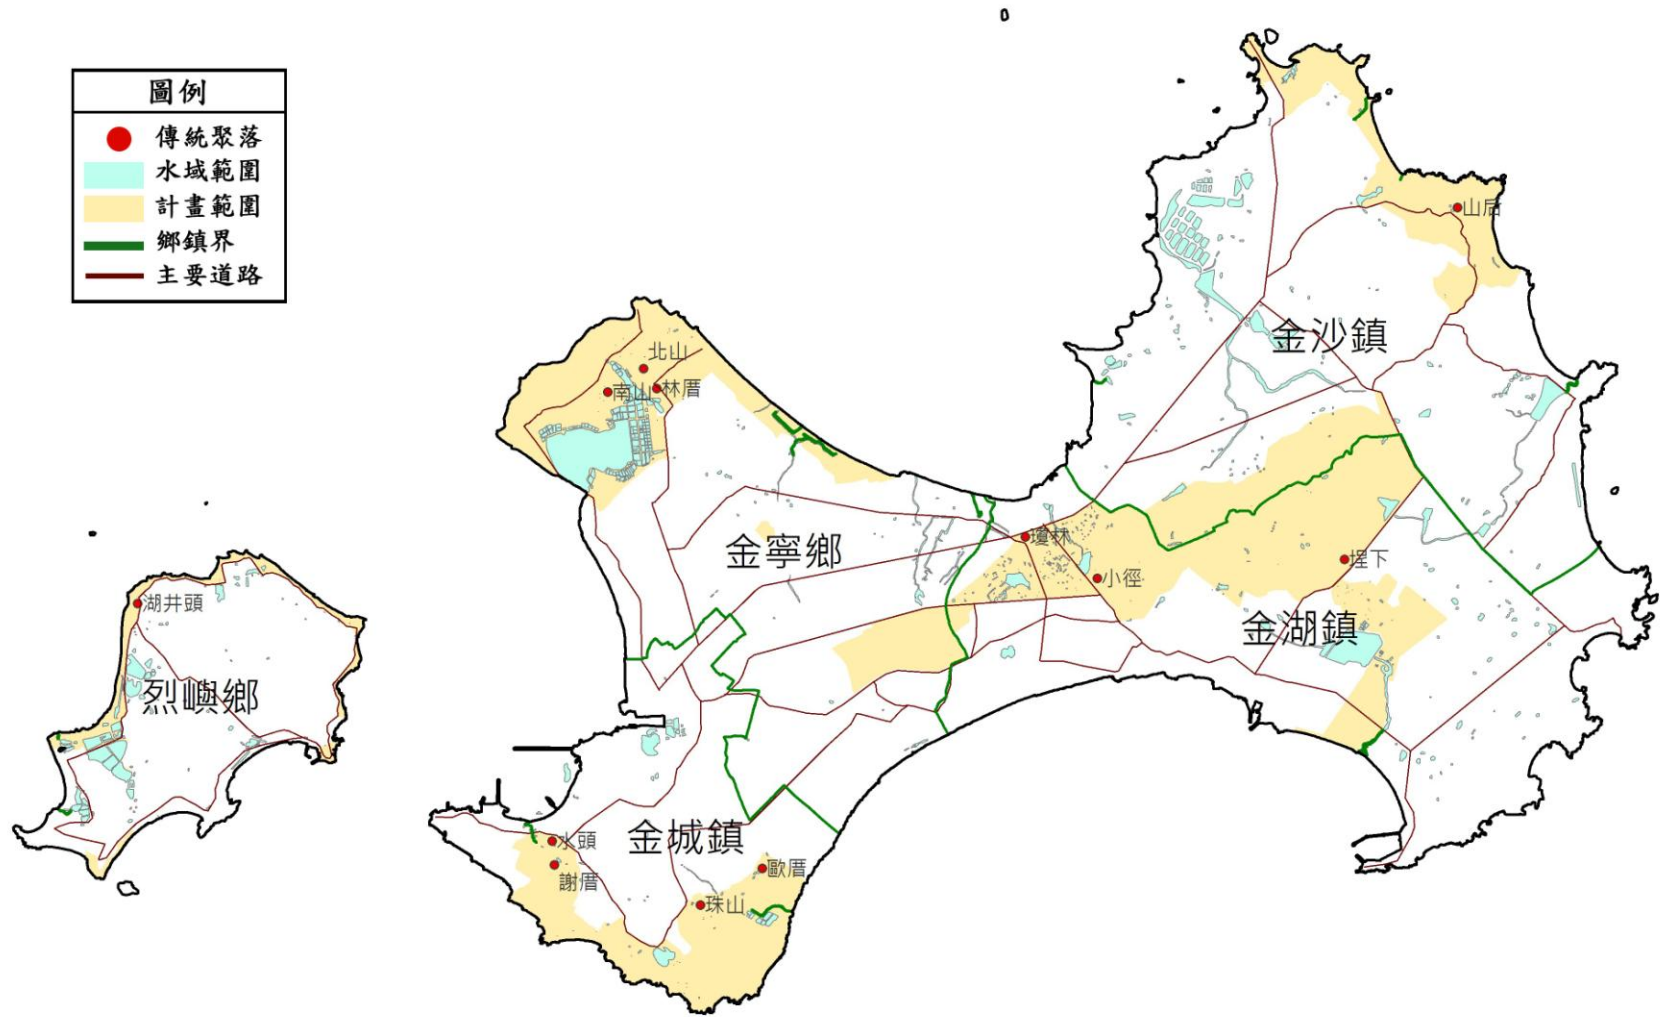 圖例
傳統聚落
水域範圍
計畫範圍
鄉鎮界
主要道路
山后
金沙鎮
北山
南山
林厝
金寧鄉
瓊林
小徑
埕下
金湖鎮
湖井頭
烈嶼鄉
水頭
謝厝
金城鎮
歐厝
珠山